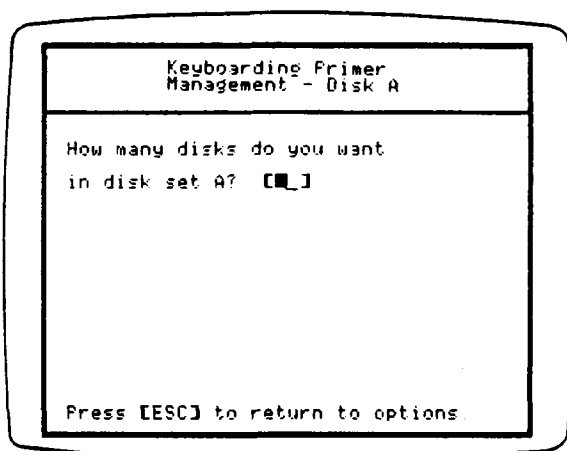 Keyboarding Primer
Management - Disk A
How many disks do you want
in disk set A? [■_]
Press [ESC] to return to options